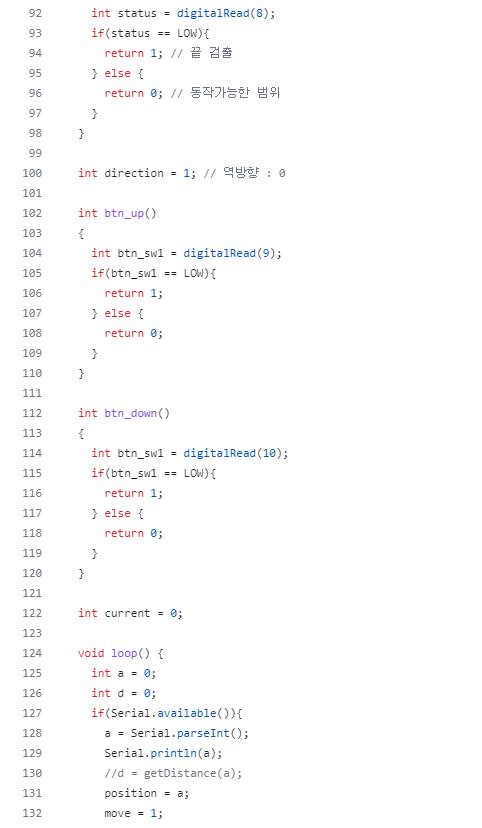 92 int status = digitalRead(8);
93 if(status == LOW){
94 return 1; // 끝 검출
95 } else {
96 return 0; // 동작가능한 범위
97 }
98 }
99
100 int direction = 1; // 역방향 : 0
101
102 int btn_up()
103 {
104 int btn_sw1 = digitalRead(9);
105 if(btn_sw1 == LOW){
106 return 1;
107 } else {
108 return 0;
109 }
110 }
111
112 int btn_down()
113 {
114 int btn_sw1 = digitalRead(10);
115 if(btn_sw1 == LOW){
116 return 1;
117 } else {
118 return 0;
119 }
120 }
121
122 int current = 0;
123
124 void loop() {
125 int a = 0;
126 int d = 0;
127 if(Serial.available()){
128 a = Serial.parseInt();
129 Serial.println(a);
130 //d = getDistance(a);
131 position = a;
132 move = 1;